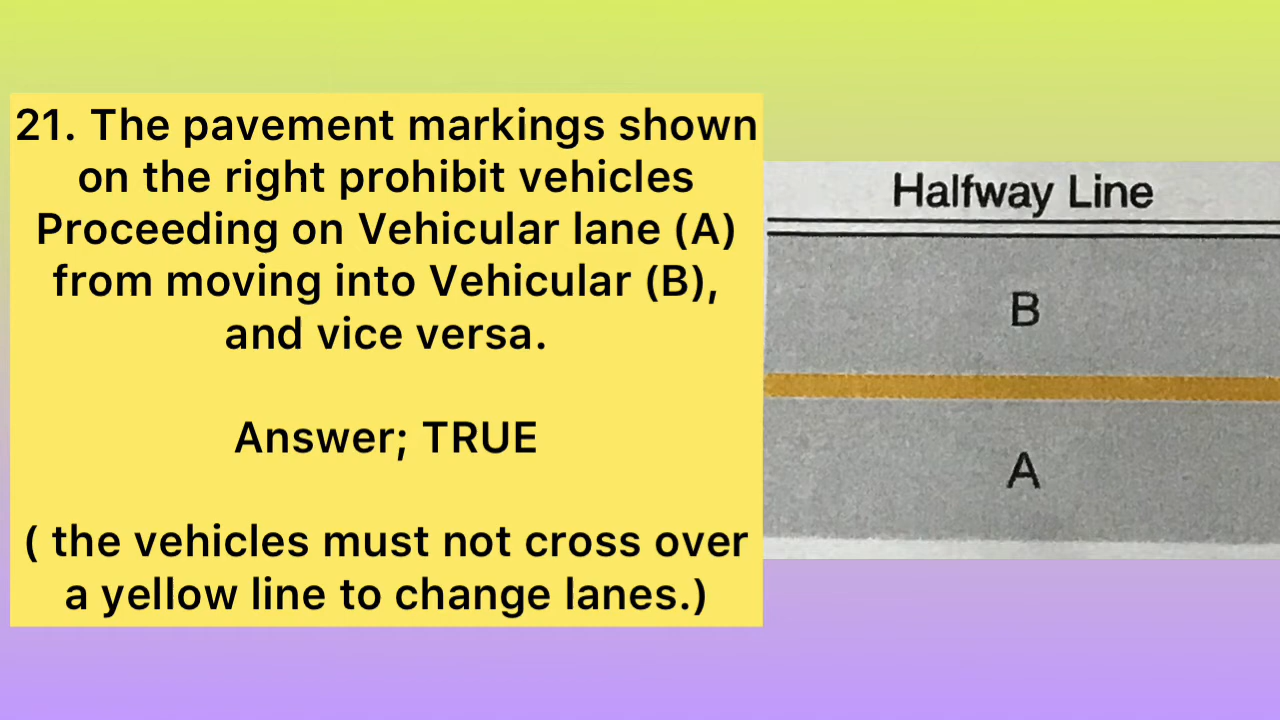 21. The pavement markings shown
on the right prohibit vehicles
Proceeding on Vehicular lane (A)
from moving into Vehicular (B),
and vice versa.
Answer; TRUE
( the vehicles must not cross over
a yellow line to change lanes.)
Halfway Line
B
A